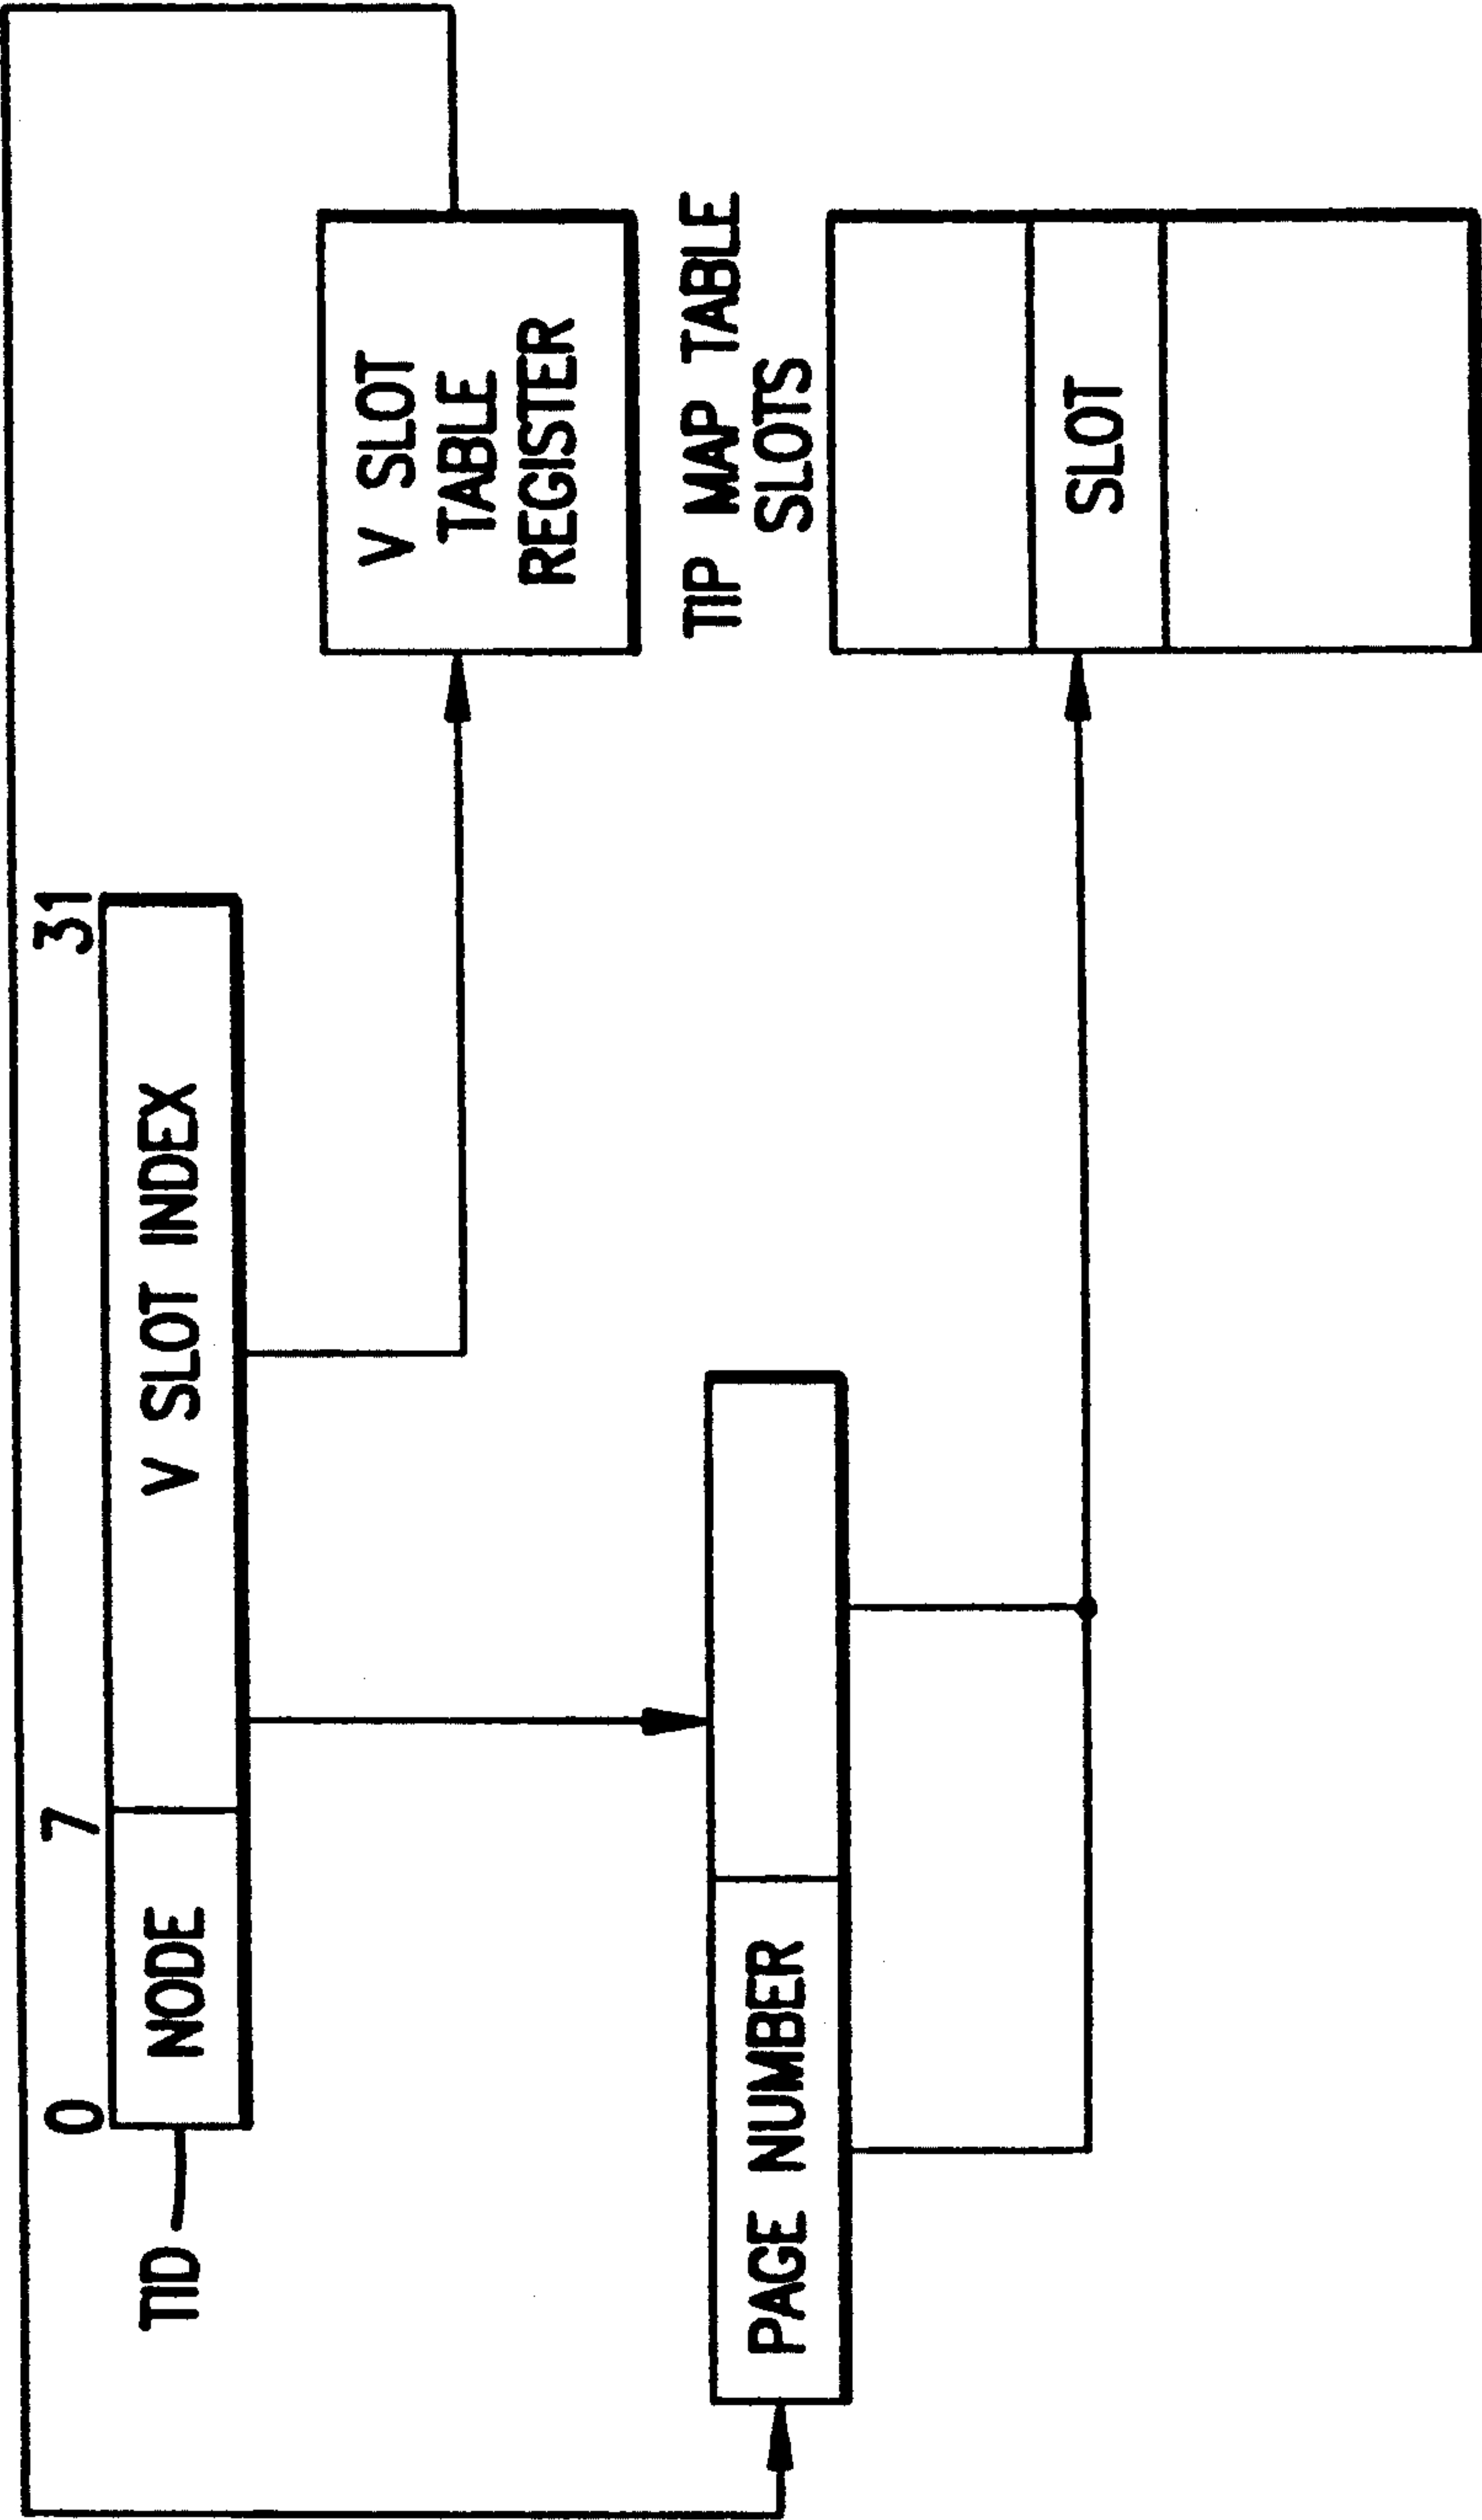 0 7 31
TID
NODE
V SLOT INDEX
V SLOT
TABLE
REGISTER
TIP MAP TABLE
SLOTS
PAGE NUMBER
SLOT